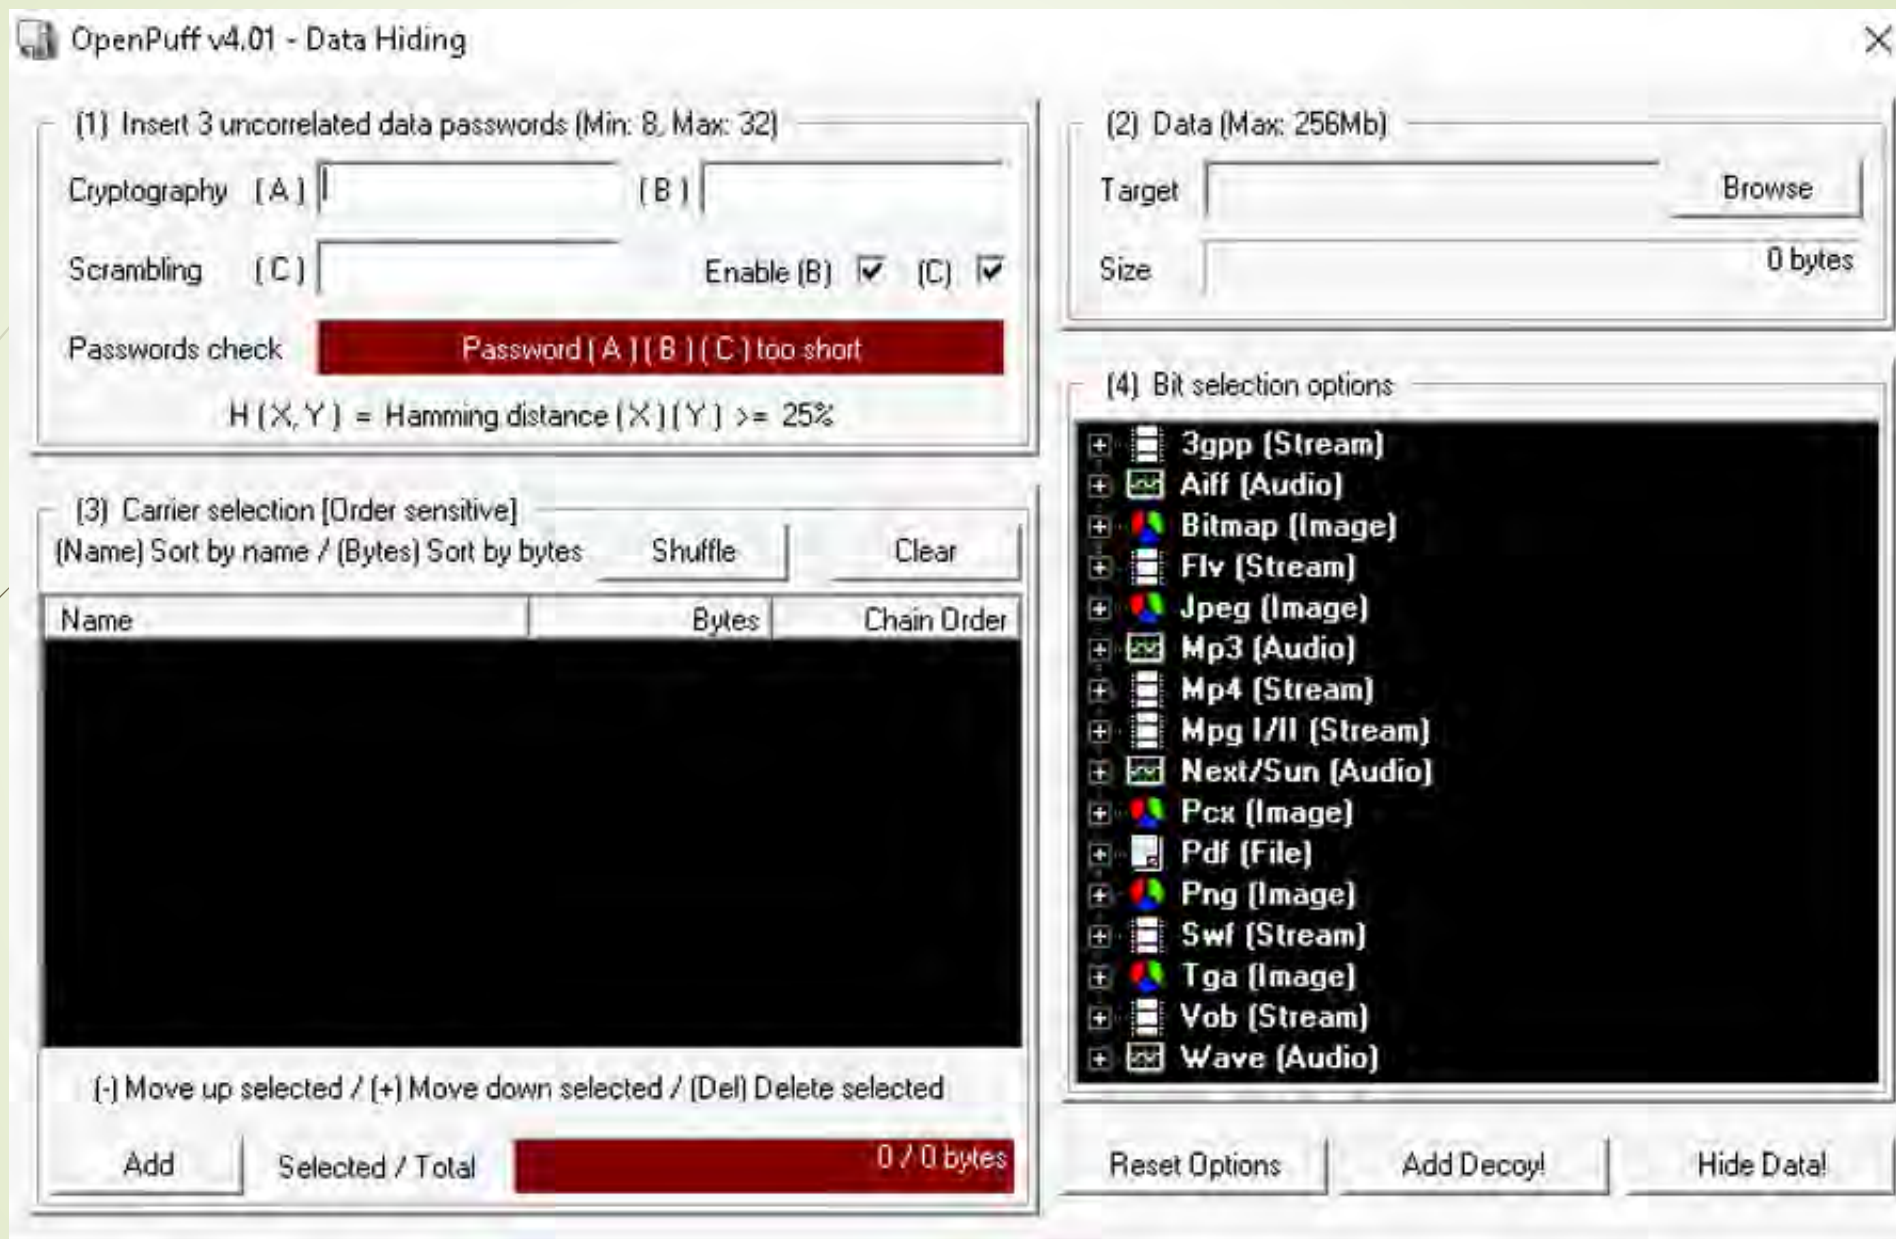 OpenPuff v4.01 - Data Hiding
(1) Insert 3 uncorrelated data passwords (Min: 8, Max: 32)
Cryptography (A) (B)
Scrambling (C) Enable (B) (C)
Passwords check Password (A) (B) (C) too short
H (X, Y) = Hamming distance (X) (Y) >= 25%
(2) Data (Max: 256Mb)
Target Browse
Size 0 bytes
(3) Carrier selection [Order sensitive]
(Name) Sort by name / (Bytes) Sort by bytes Shuffle Clear
Name Bytes Chain Order
(-) Move up selected / (+) Move down selected / (Del) Delete selected
Add Selected / Total 0 / 0 bytes
(4) Bit selection options
3gpp (Stream)
Aiff (Audio)
Bitmap (Image)
Flv (Stream)
Jpeg (Image)
Mp3 (Audio)
Mp4 (Stream)
Mpg I/II (Stream)
Next/Sun (Audio)
Pcx (Image)
Pdf (File)
Png (Image)
Swf (Stream)
Tga (Image)
Vob (Stream)
Wave (Audio)
Reset Options Add Decoy! Hide Data!